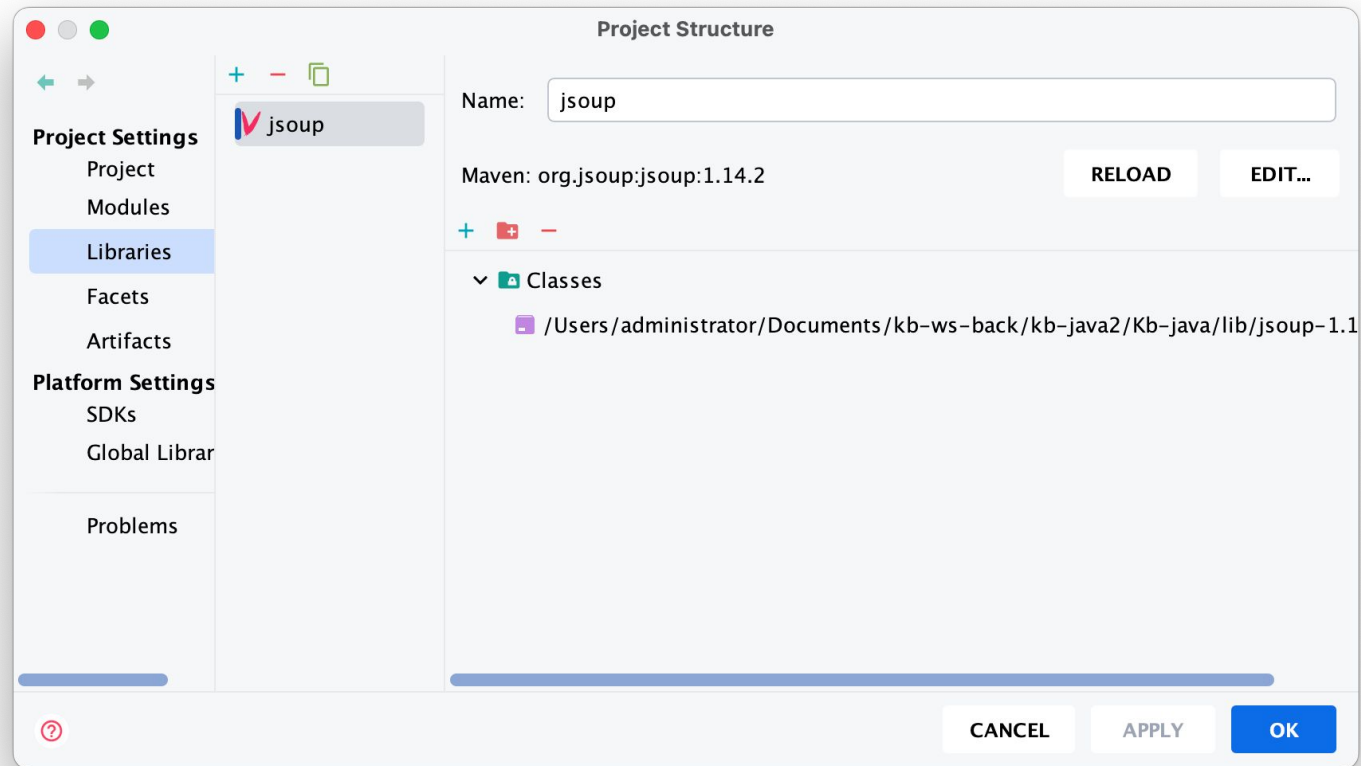 Project Structure
Project Settings
Project
Modules
Libraries
Facets
Artifacts
Platform Settings
SDKs
Global Librar
Problems
jsoup
Name: jsoup
Maven: org.jsoup:jsoup:1.14.2
RELOAD
EDIT...
Classes
/Users/administrator/Documents/kb-ws-back/kb-java2/Kb-java/lib/jsoup-1.1
?
CANCEL
APPLY
OK